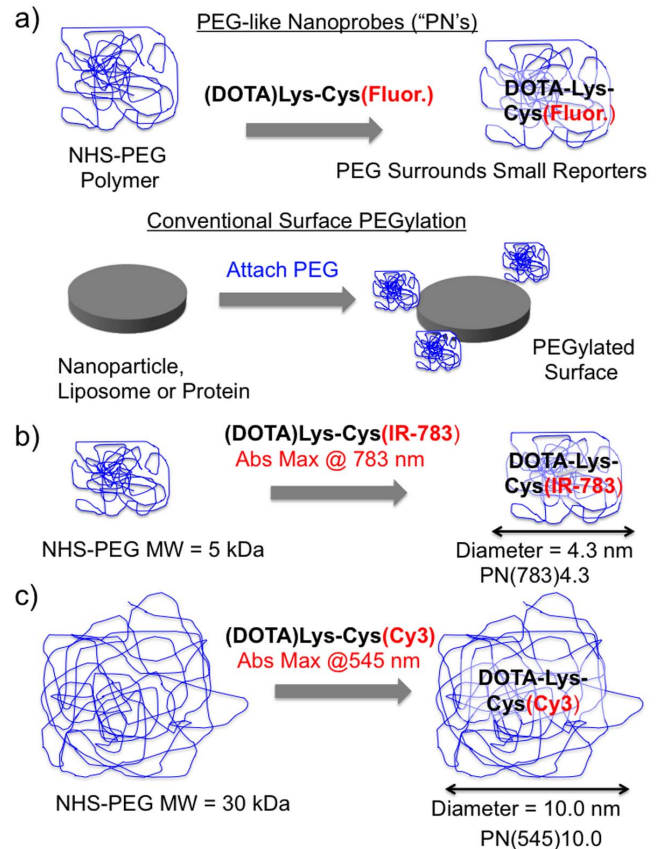 a)
PEG-like Nanoprobes (“PN’s)
(DOTA)Lys-Cys(Fluor.)
NHS-PEG
Polymer
DOTA-Lys-
Cys(Fluor.)
PEG Surrounds Small Reporters
Conventional Surface PEGylation
Attach PEG
Nanoparticle,
Liposome or Protein
PEGylated
Surface
b)
(DOTA)Lys-Cys(IR-783)
Abs Max @ 783 nm
NHS-PEG MW = 5 kDa
DOTA-Lys-
Cys(IR-783)
Diameter = 4.3 nm
PN(783)4.3
c)
(DOTA)Lys-Cys(Cy3)
Abs Max @545 nm
NHS-PEG MW = 30 kDa
DOTA-Lys-
Cys(Cy3)
Diameter = 10.0 nm
PN(545)10.0